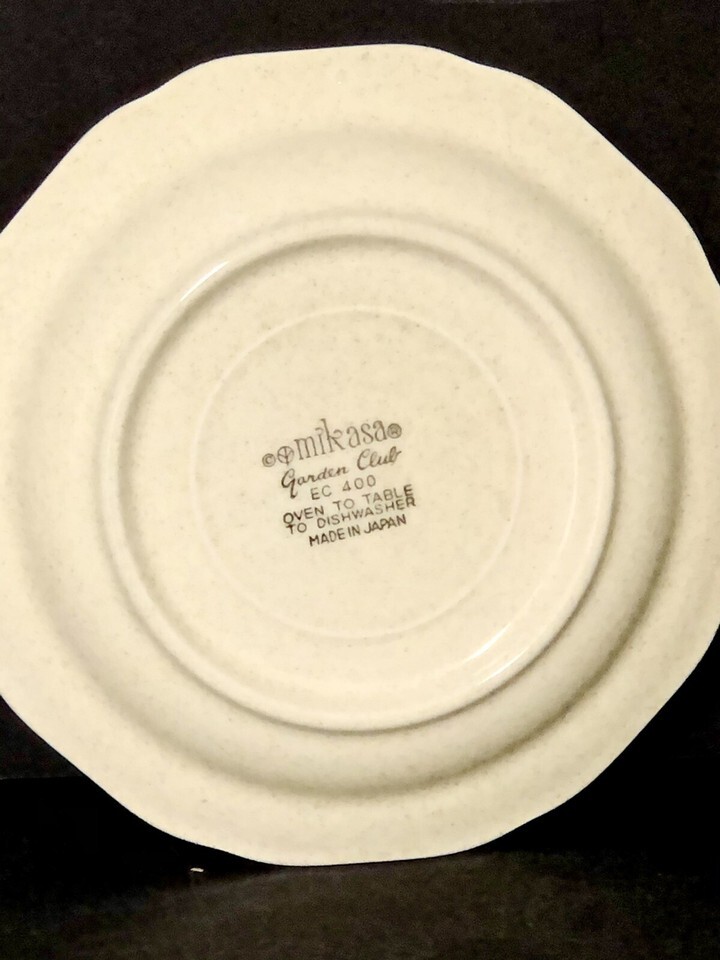 © mikasa®
Garden Club
EC 400
OVEN TO TABLE
TO DISHWASHER
MADE IN JAPAN